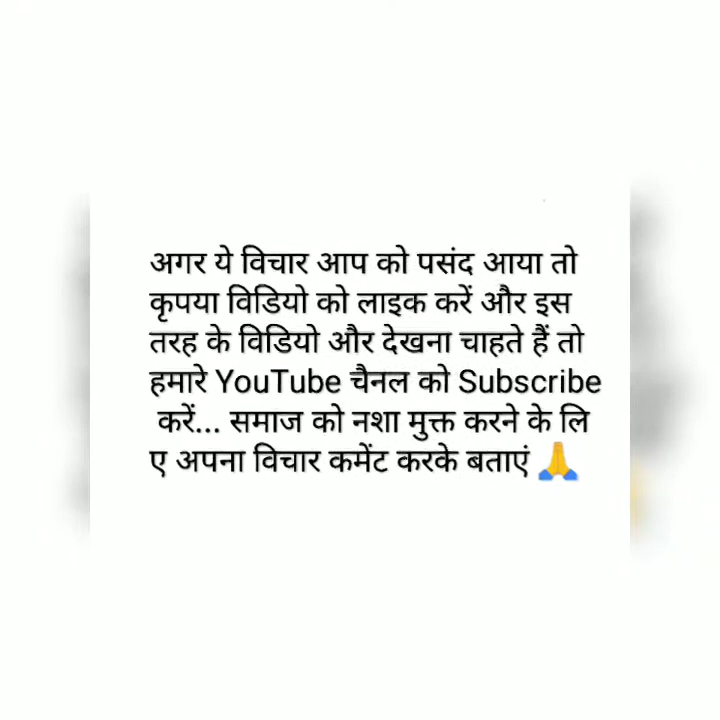 अगर ये विचार आप को पसंद आया तो
कृपया विडियो को लाइक करें और इस
तरह के विडियो और देखना चाहते हैं तो
हमारे YouTube चैनल को Subscribe
करें... समाज को नशा मुक्त करने के लि
ए अपना विचार कमेंट करके बताएं 🙏